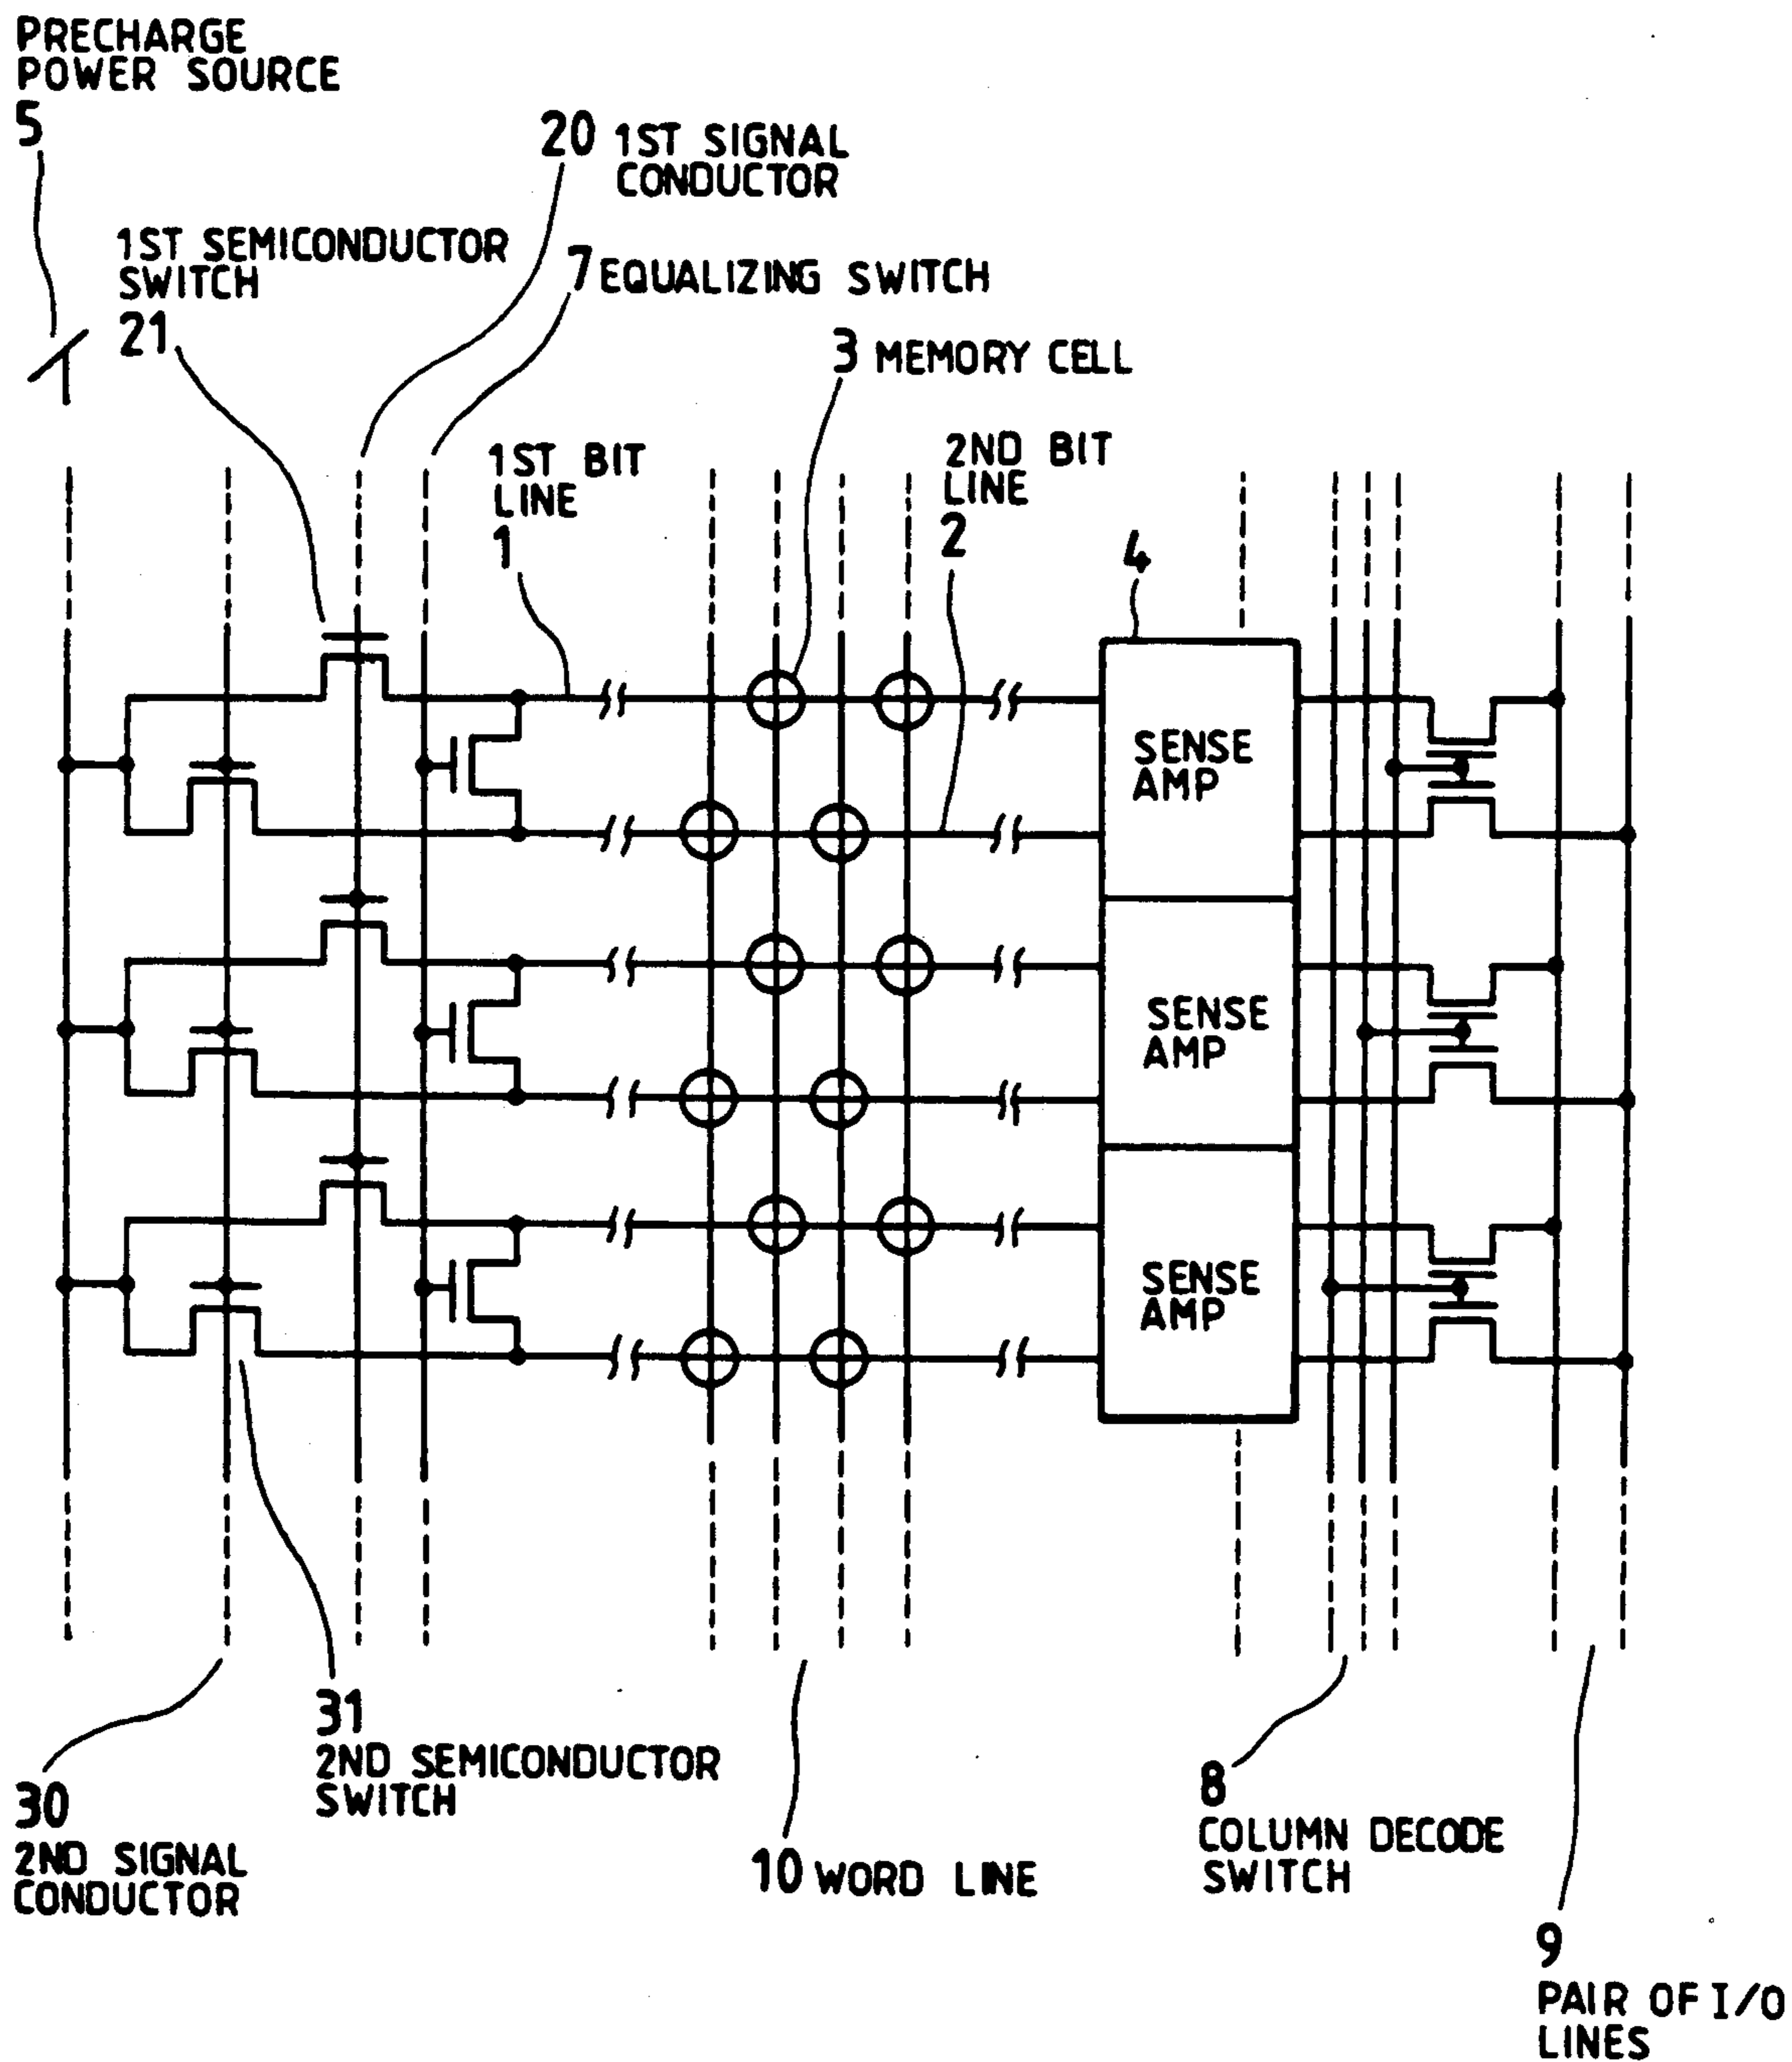 PRECHARGE
POWER SOURCE
5
20 1ST SIGNAL
CONDUCTOR
1ST SEMICONDUCTOR
SWITCH
21
7 EQUALIZING SWITCH
3 MEMORY CELL
1ST BIT
LINE
1
2ND BIT
LINE
2
4
SENSE
AMP
SENSE
AMP
SENSE
AMP
31
2ND SEMICONDUCTOR
SWITCH
30
2ND SIGNAL
CONDUCTOR
10 WORD LINE
8
COLUMN DECODE
SWITCH
9
PAIR OF I/O
LINES